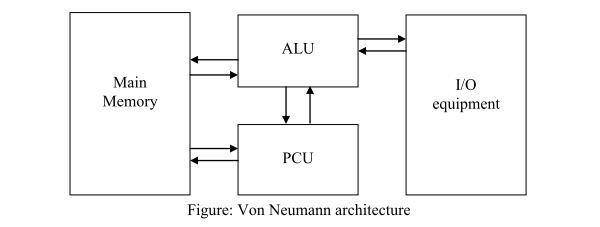 Main
Memory
ALU
PCU
I/O
equipment
Figure: Von Neumann architecture